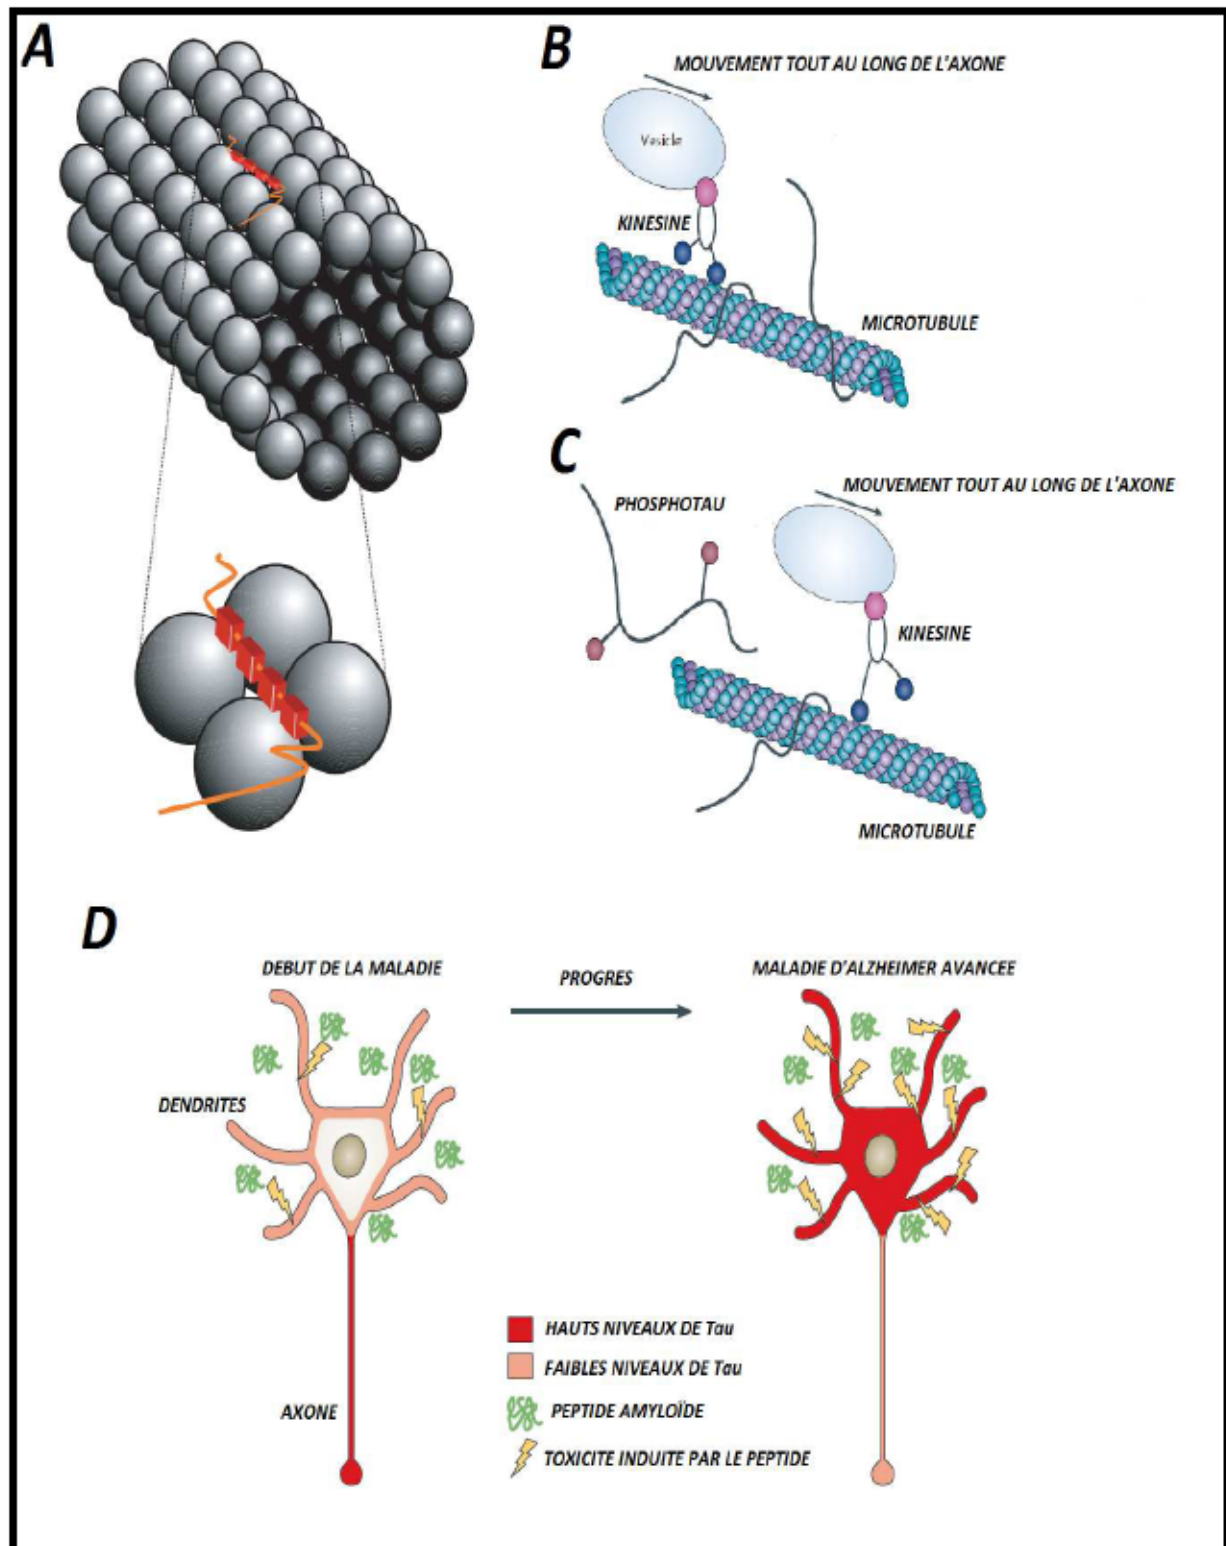 A
B
MOUVEMENT TOUT AU LONG DE L'AXONE
Vesicle
KINESINE
MICROTUBULE
C
MOUVEMENT TOUT AU LONG DE L'AXONE
PHOSPHOTAU
KINESINE
MICROTUBULE
D
DEBUT DE LA MALADIE
PROGRES
MALADIE D'ALZHEIMER AVANCEE
DENDRITES
HAUTS NIVEAUX DE Tau
FAIBLES NIVEAUX DE Tau
AXONE
PEPTIDE AMYLOÏDE
TOXICITE INDUITE PAR LE PEPTIDE